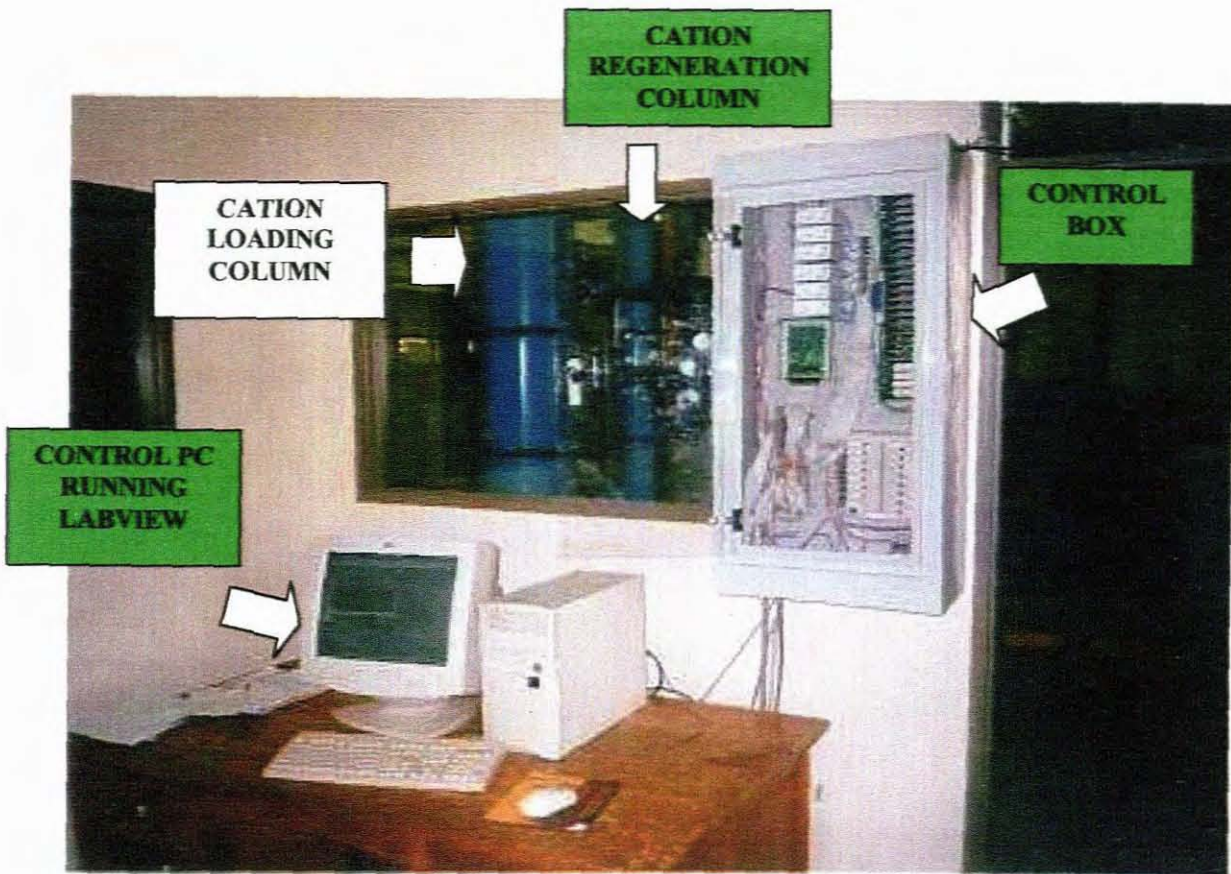 CATION
REGENERATION
COLUMN
CATION
LOADING
COLUMN
CONTROL
BOX
CONTROL PC
RUNNING
LABVIEW